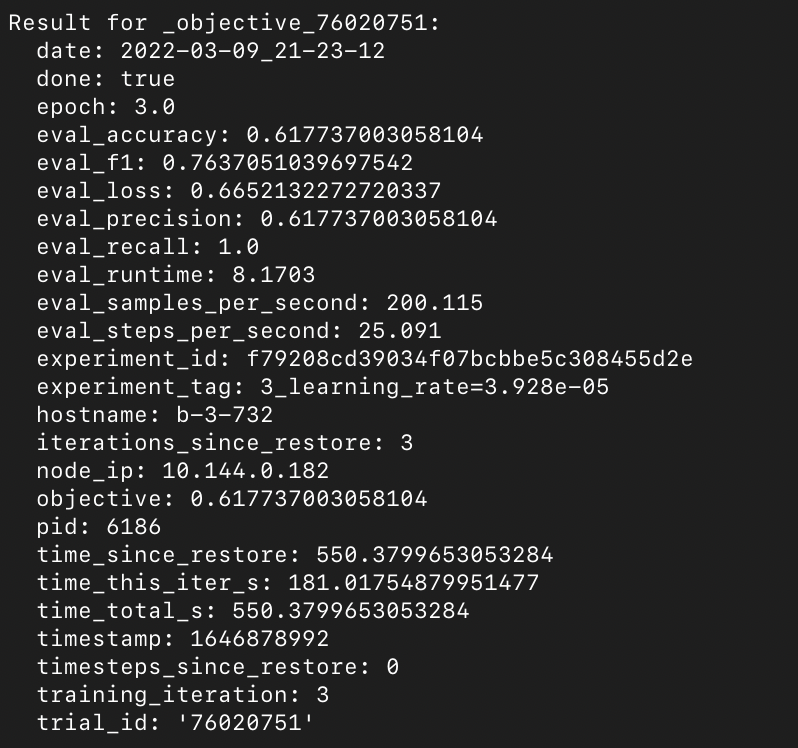 Result for _objective_76020751:
date: 2022-03-09_21-23-12
done: true
epoch: 3.0
eval_accuracy: 0.617737003058104
eval_f1: 0.7637051039697542
eval_loss: 0.6652132272720337
eval_precision: 0.617737003058104
eval_recall: 1.0
eval_runtime: 8.1703
eval_samples_per_second: 200.115
eval_steps_per_second: 25.091
experiment_id: f79208cd39034f07bcbbe5c308455d2e
experiment_tag: 3_learning_rate=3.928e-05
hostname: b-3-732
iterations_since_restore: 3
node_ip: 10.144.0.182
objective: 0.617737003058104
pid: 6186
time_since_restore: 550.3799653053284
time_this_iter_s: 181.01754879951477
time_total_s: 550.3799653053284
timestamp: 1646878992
timesteps_since_restore: 0
training_iteration: 3
trial_id: '76020751'